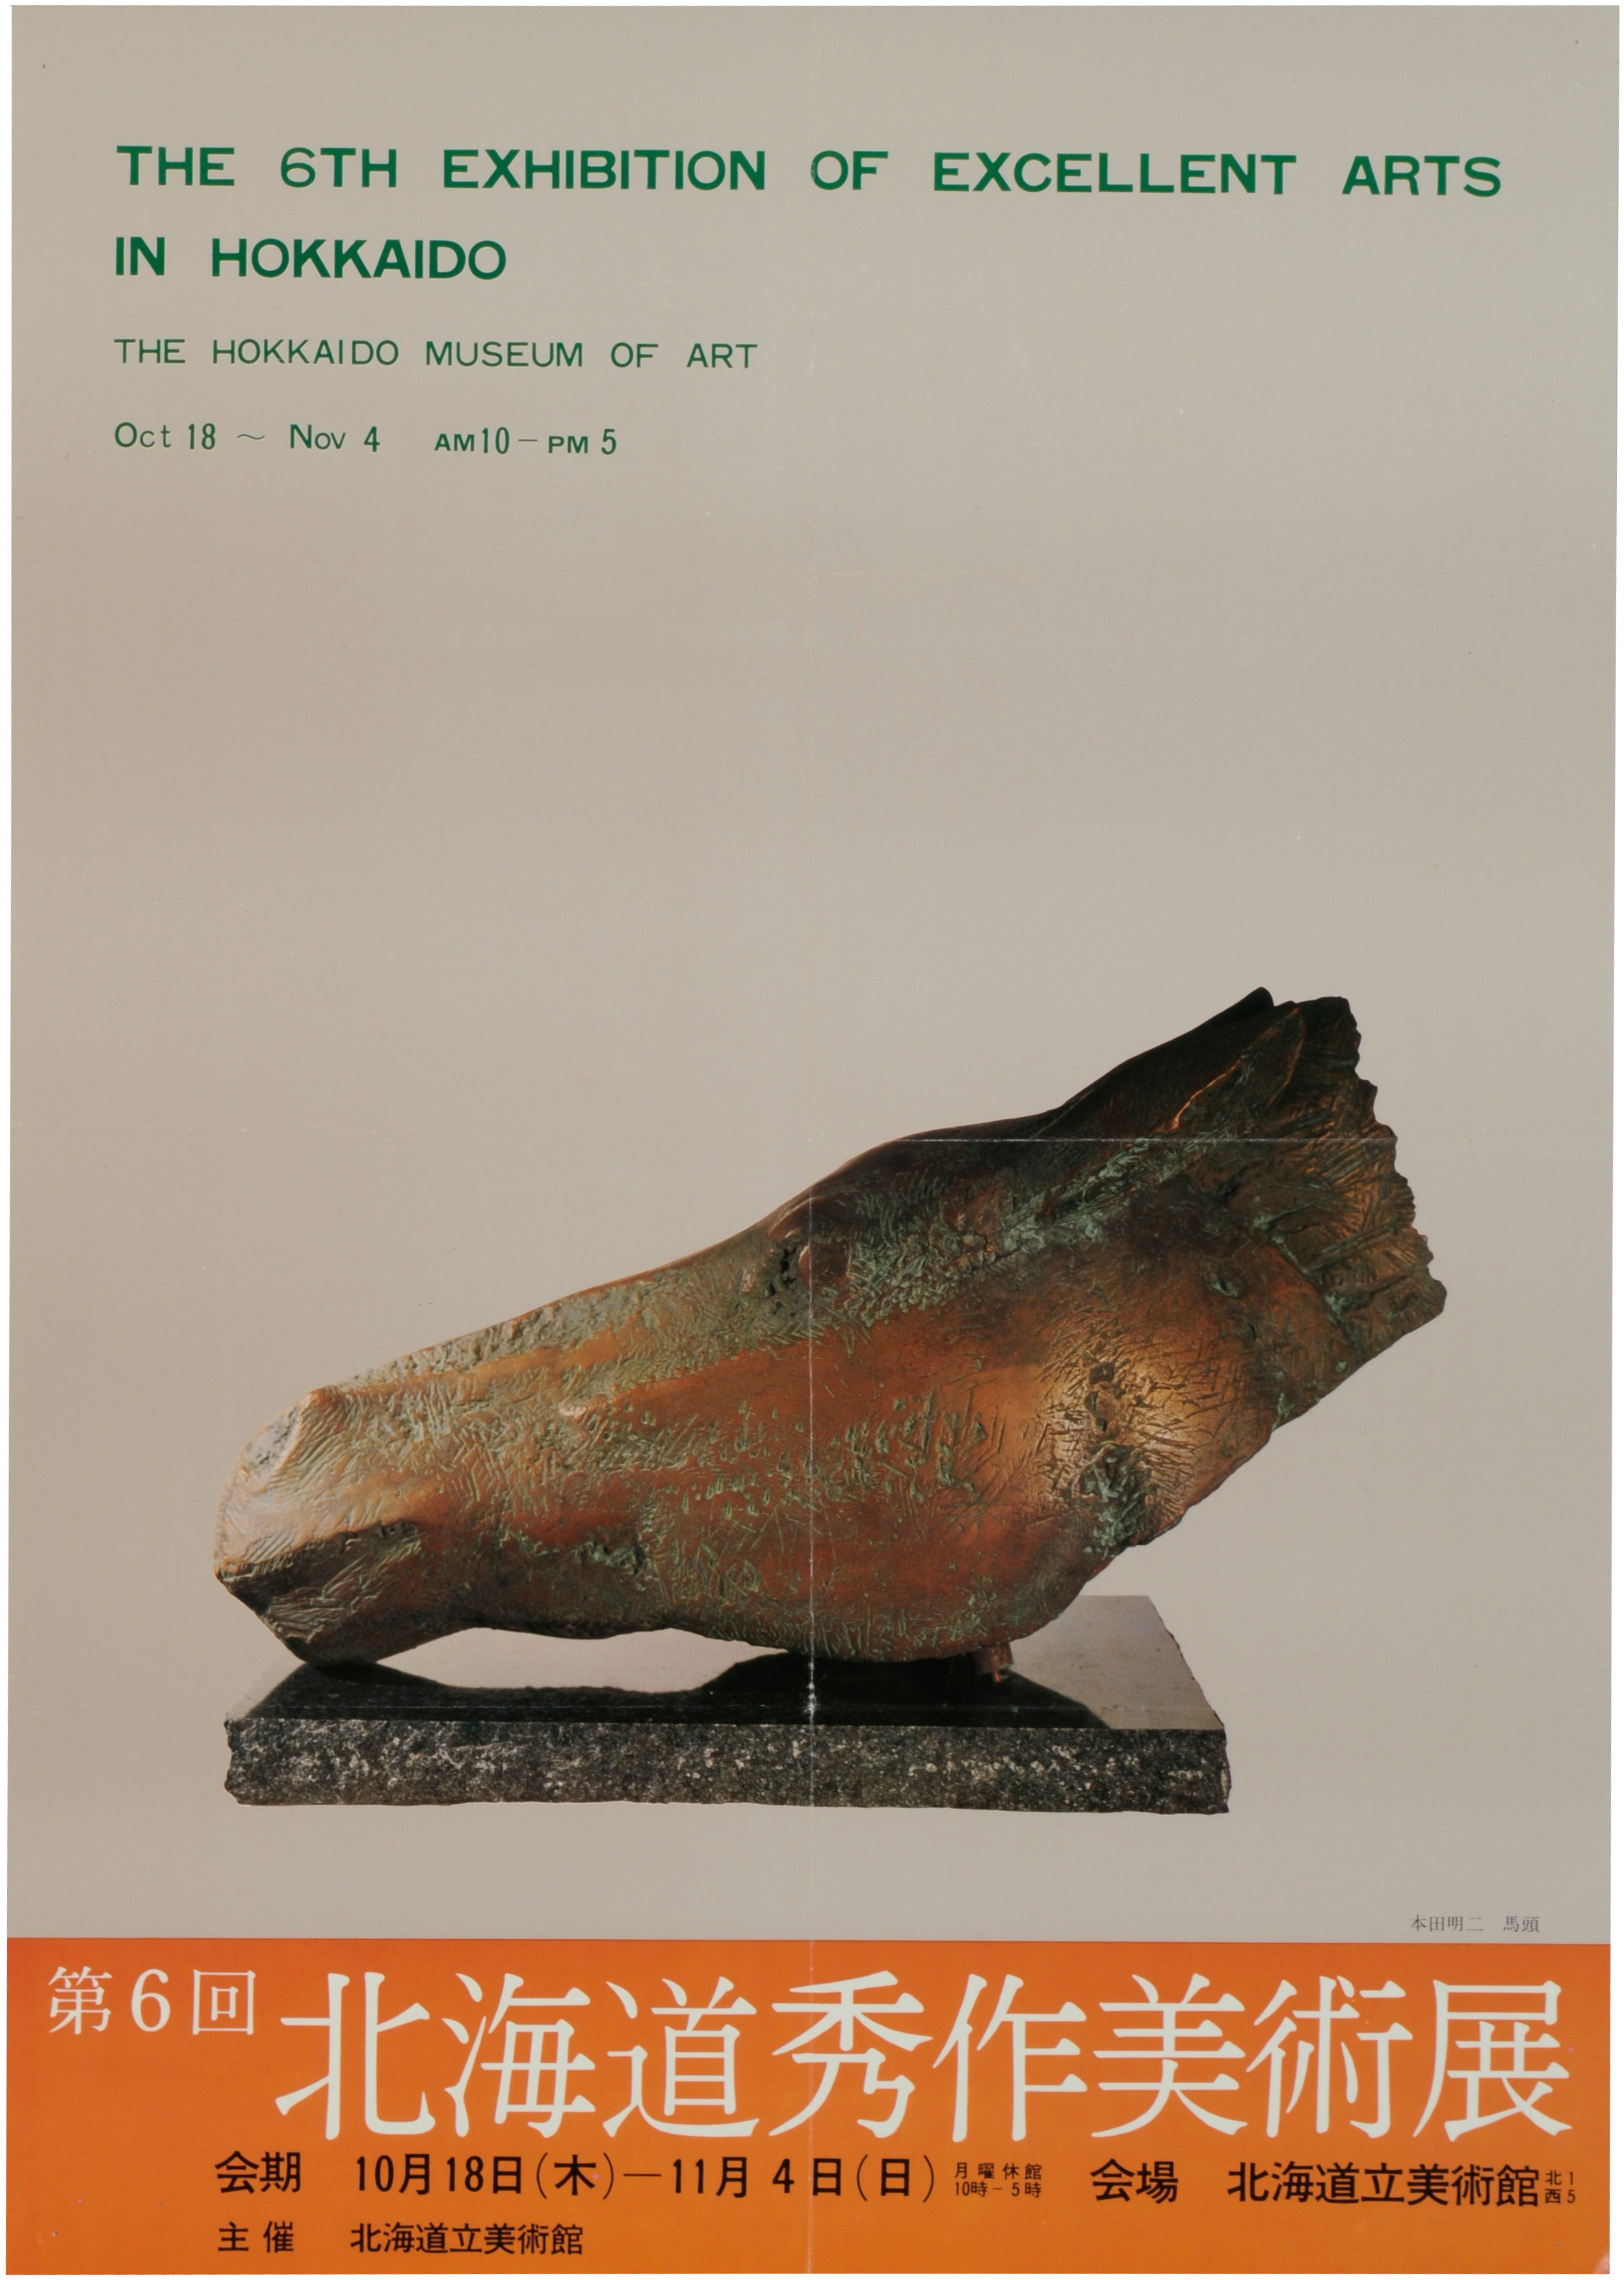 THE 6TH EXHIBITION OF EXCELLENT ARTS
IN HOKKAIDO
THE HOKKAIDO MUSEUM OF ART
Oct 18 ～ Nov 4 AM10－PM 5
本田明二 馬頭
第6回 北海道秀作美術展
会期 10月18日(木)―11月4日(日) 月曜休館 10時－5時 会場 北海道立美術館 北1西5
主催 北海道立美術館